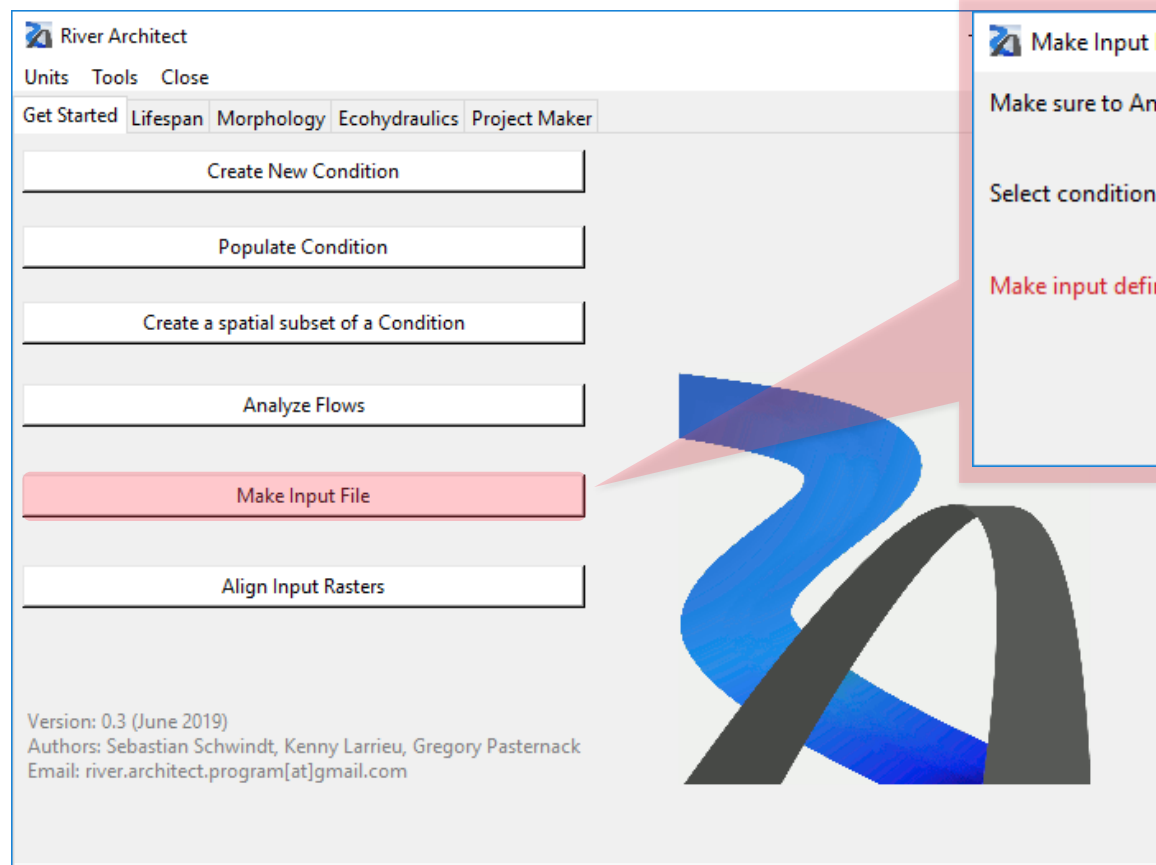 River Architect
Units Tools Close
Get Started Lifespan Morphology Ecohydraulics Project Maker
Create New Condition
Populate Condition
Create a spatial subset of a Condition
Analyze Flows
Make Input File
Align Input Rasters
Version: 0.3 (June 2019)
Authors: Sebastian Schwindt, Kenny Larrieu, Gregory Pasternack
Email: river.architect.program[at]gmail.com
Make Input
Make sure to
Select condition
Make input